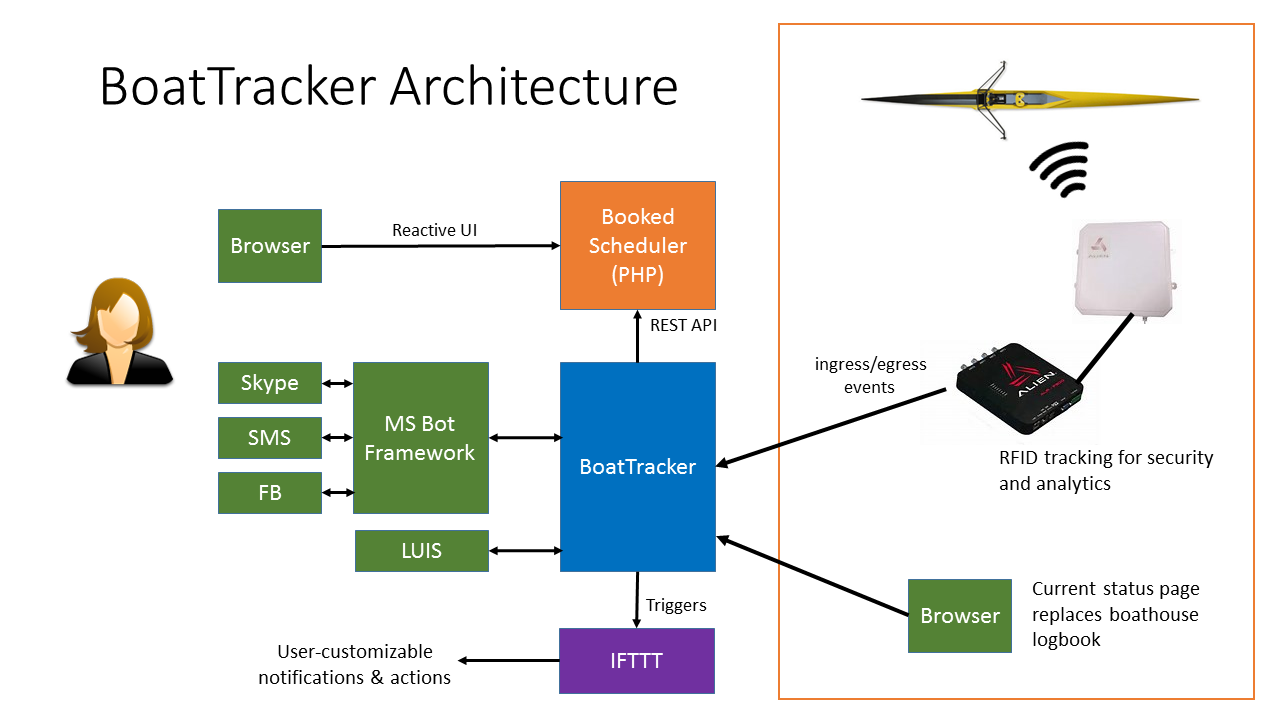 BoatTracker Architecture
Browser
Reactive UI
Booked
Scheduler
(PHP)
REST API
Skype
SMS
FB
MS Bot
Framework
LUIS
BoatTracker
Triggers
IFTTT
User-customizable
notifications & actions
ALIEN
ingress/egress
events
ALIEN
RFID tracking for security
and analytics
Browser
Current status page
replaces boathouse
logbook